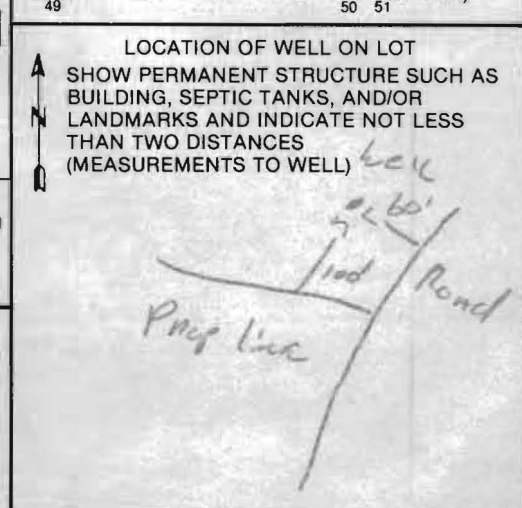 49 50 51
LOCATION OF WELL ON LOT
SHOW PERMANENT STRUCTURE SUCH AS
BUILDING, SEPTIC TANKS, AND/OR
LANDMARKS AND INDICATE NOT LESS
THAN TWO DISTANCES
(MEASUREMENTS TO WELL)
N
Well
60'
100'
Road
Prop Line